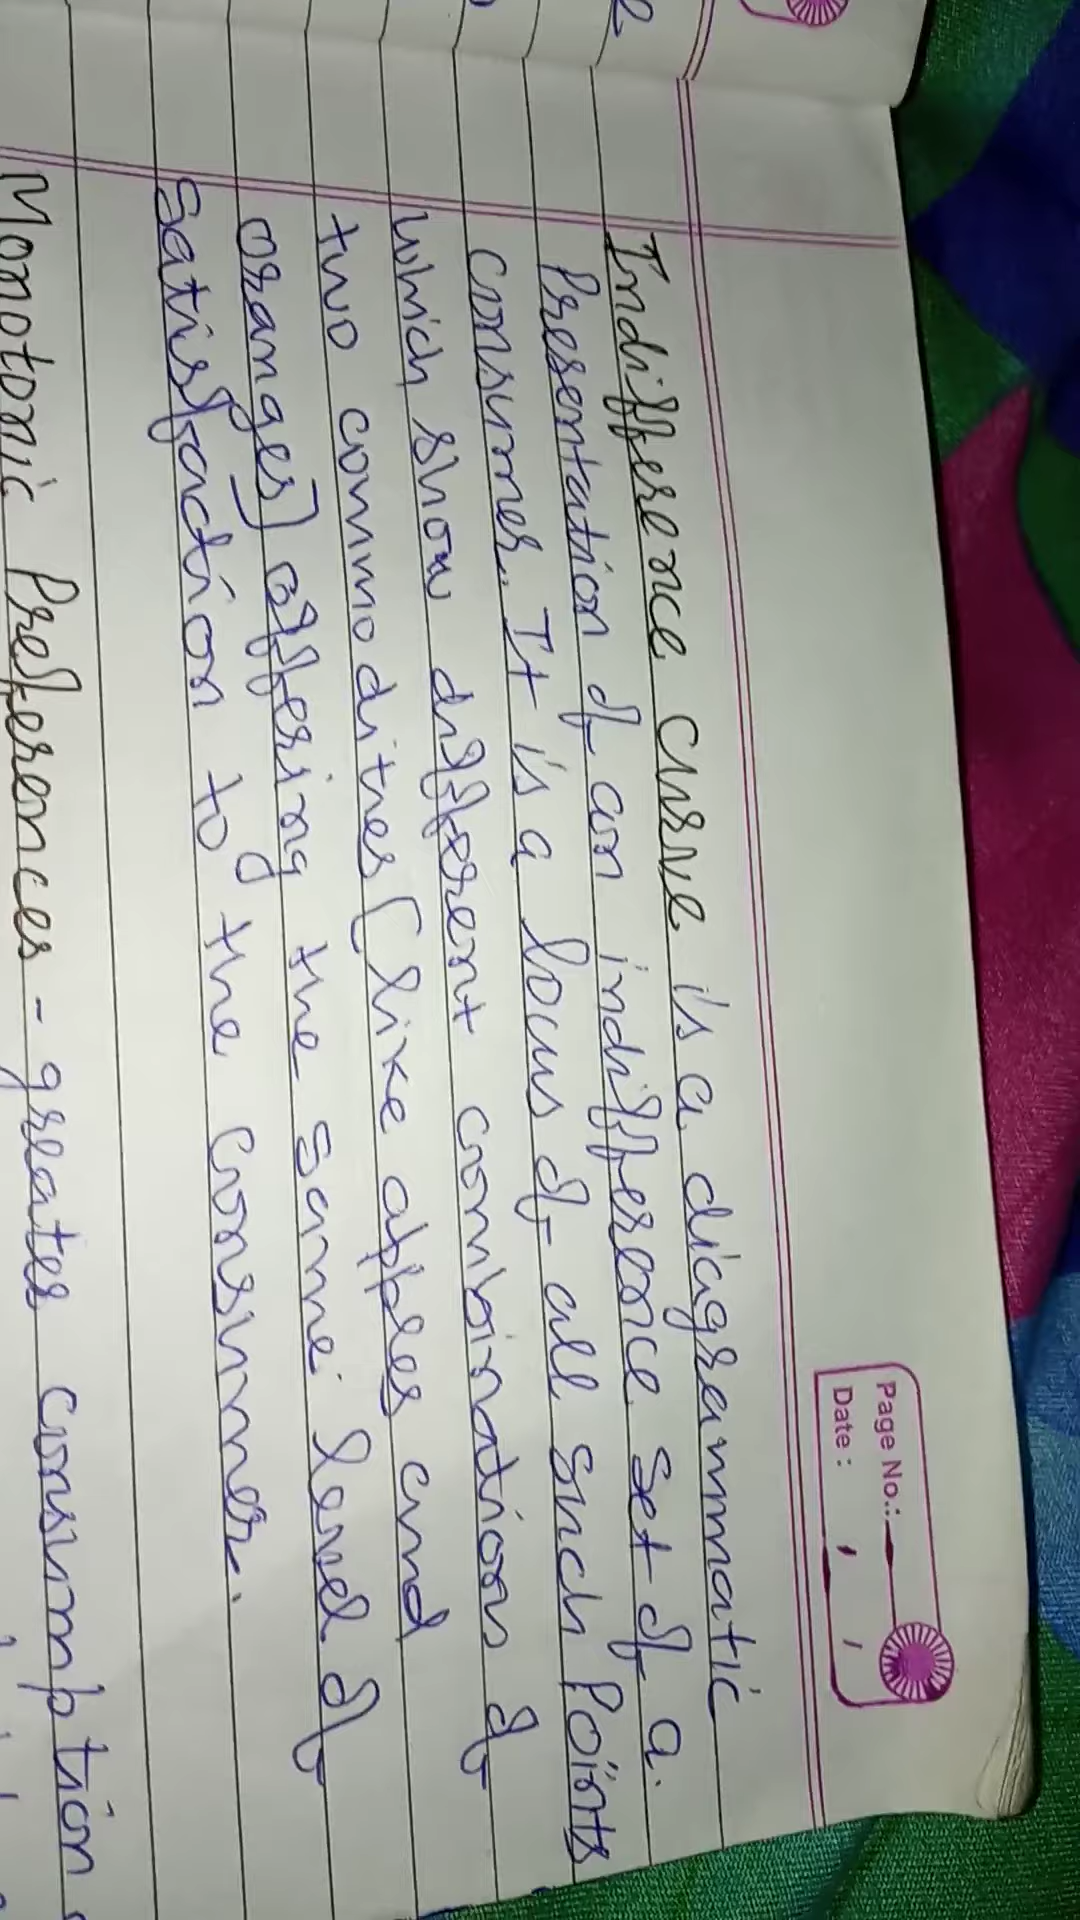 Page No.:
Date :
Indifference curve is a diagrammatic
Presentation of an indifference set of a
consumer. It is a locus of all such Points
which show different combinations of
two commodities (like apples and
oranges) offering the same level of
satisfaction to the consumer.
Monotonic Preferences - greater consumption